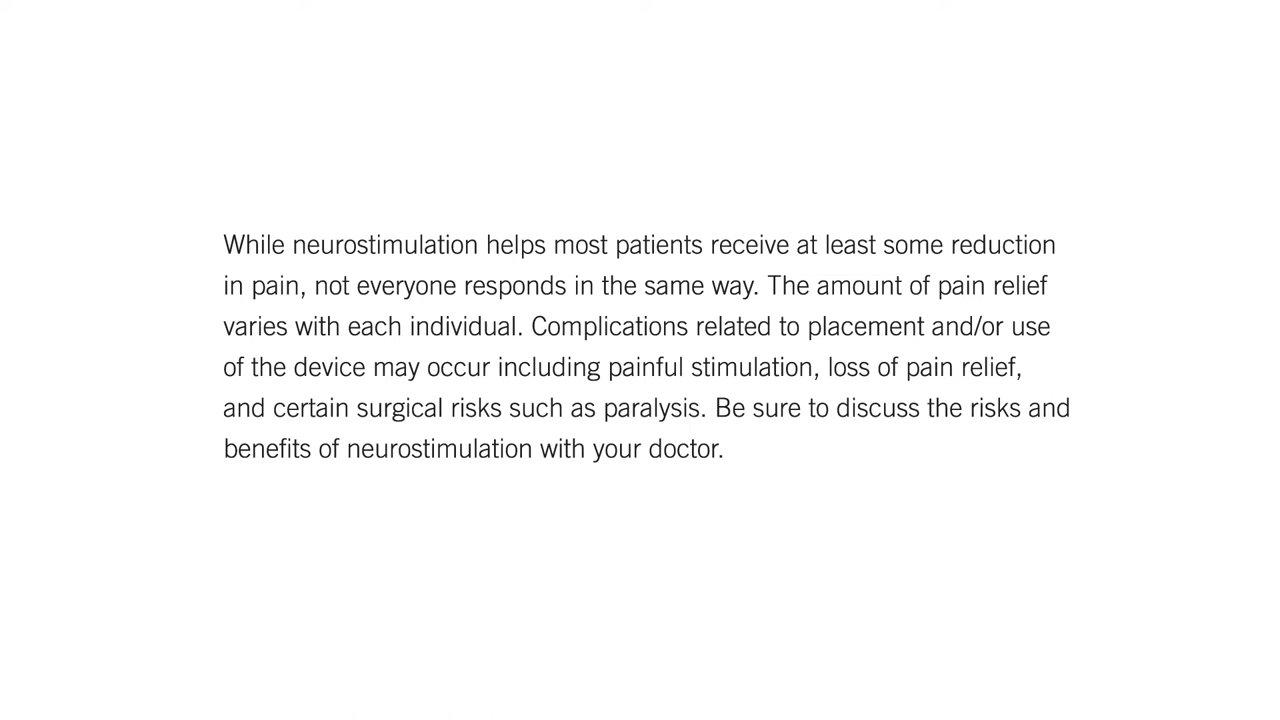 While neurostimulation helps most patients receive at least some reduction
in pain, not everyone responds in the same way. The amount of pain relief
varies with each individual. Complications related to placement and/or use
of the device may occur including painful stimulation, loss of pain relief,
and certain surgical risks such as paralysis. Be sure to discuss the risks and
benefits of neurostimulation with your doctor.